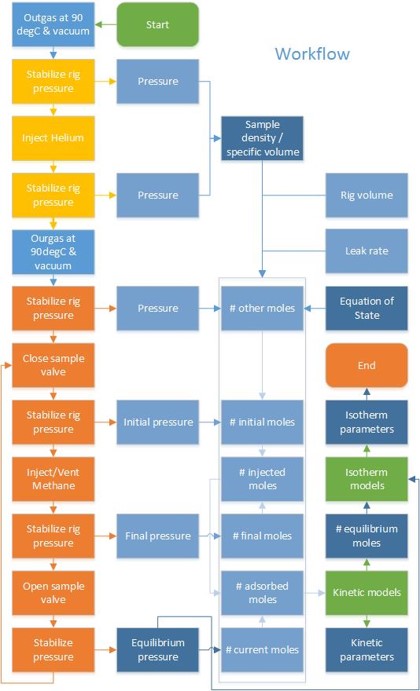 Outgas at 90
degC & vacuum
Start
Workflow
Stabilize rig
pressure
Pressure
Inject Helium
Sample
density /
specific volume
Stabilize rig
pressure
Pressure
Rig volume
Ourgas at
90degC &
vacuum
Leak rate
Stabilize rig
pressure
Pressure
# other moles
Equation of
State
Close sample
valve
End
Stabilize rig
pressure
Initial pressure
# initial moles
Isotherm
parameters
Inject/Vent
Methane
# injected
moles
Isotherm
models
Stabilize rig
pressure
Final pressure
# final moles
# equilibrium
moles
Open sample
valve
# adsorbed
moles
Kinetic models
Stabilize
pressure
Equilibrium
pressure
# current moles
Kinetic
parameters